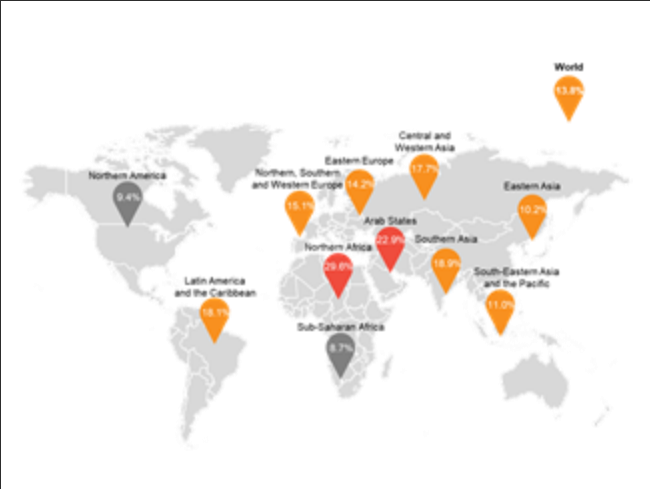 World
13.8%
Central and
Western Asia
17.7%
Eastern Europe
14.2%
Northern, Southern
and Western Europe
15.1%
Northern America
9.4%
Eastern Asia
10.2%
Arab States
22.9%
Northern Africa
29.8%
Southern Asia
18.9%
South-Eastern Asia
and the Pacific
11.0%
Latin America
and the Caribbean
18.1%
Sub-Saharan Africa
8.7%